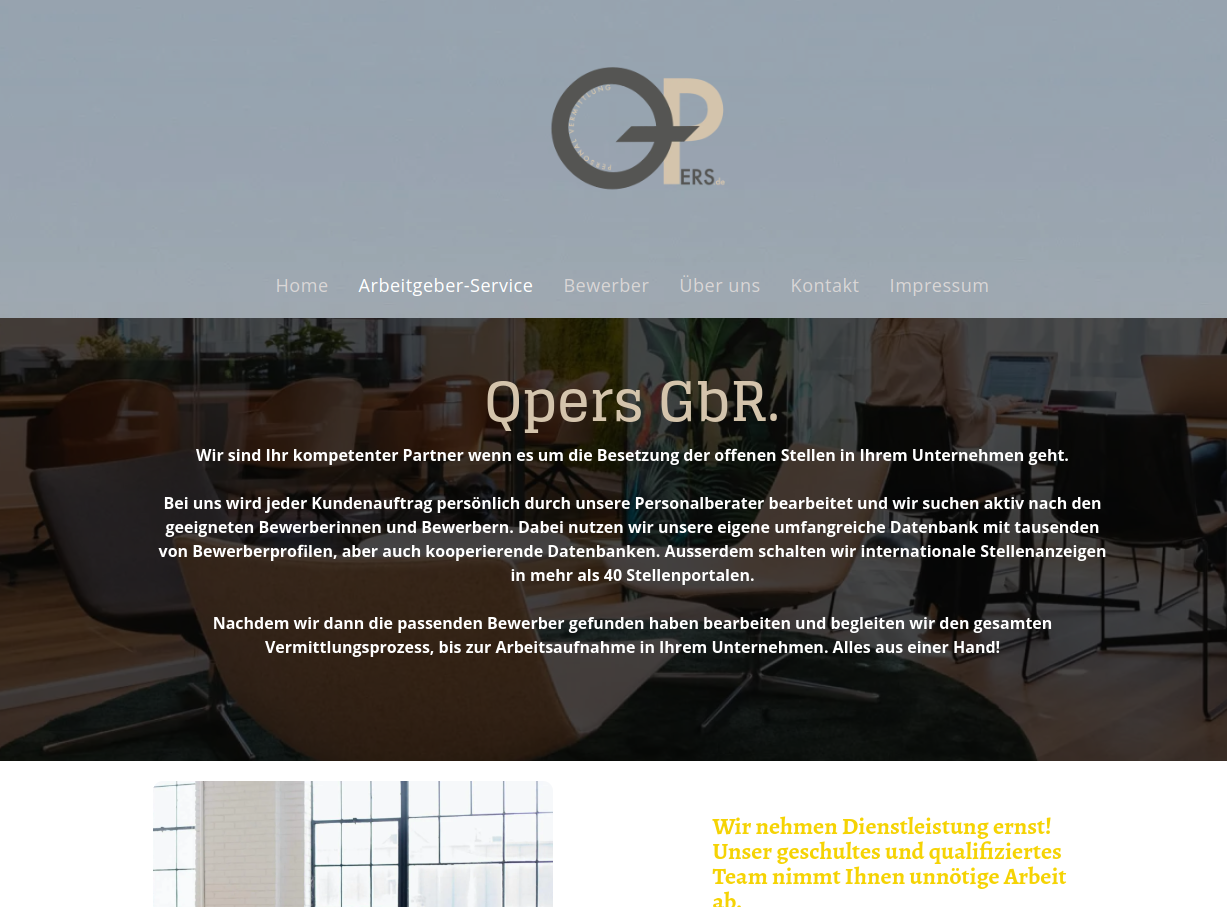 PERSONAL VERMITTLUNG
QPERS.de
Home
Arbeitgeber-Service
Bewerber
Über uns
Kontakt
Impressum
Qpers GbR.
Wir sind Ihr kompetenter Partner wenn es um die Besetzung der offenen Stellen in Ihrem Unternehmen geht.
Bei uns wird jeder Kundenauftrag persönlich durch unsere Personalberater bearbeitet und wir suchen aktiv nach den
geeigneten Bewerberinnen und Bewerbern. Dabei nutzen wir unsere eigene umfangreiche Datenbank mit tausenden
von Bewerberprofilen, aber auch kooperierende Datenbanken. Ausserdem schalten wir internationale Stellenanzeigen
in mehr als 40 Stellenportalen.
Nachdem wir dann die passenden Bewerber gefunden haben bearbeiten und begleiten wir den gesamten
Vermittlungsprozess, bis zur Arbeitsaufnahme in Ihrem Unternehmen. Alles aus einer Hand!
Wir nehmen Dienstleistung ernst!
Unser geschultes und qualifiziertes
Team nimmt Ihnen unnötige Arbeit
ab.